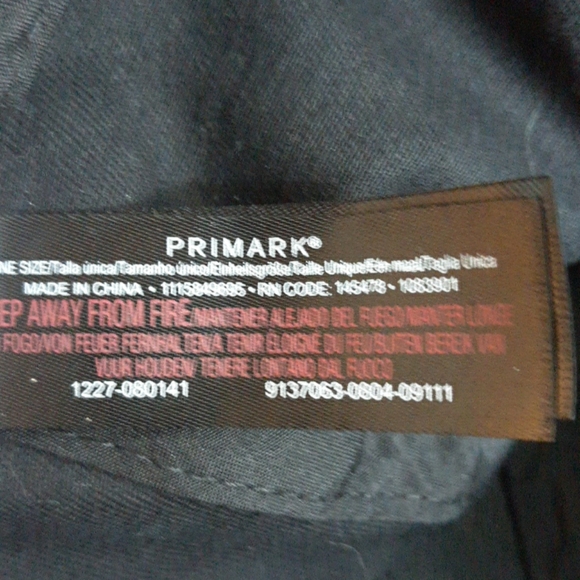 PRIMARK®
NE SIZE/Talla única/Tamanho único/Einheitsgröße/Taille Unique/Eén maat/Taglia Unica
MADE IN CHINA • 1115849695 • RN CODE: 145478 • 1083901
EP AWAY FROM FIRE/MANTENER ALEJADO DEL FUEGO/MANTER LONGE
FOGO/VON FEUER FERNHALTEN/A TENIR ÉLOIGNÉ DU FEU/BUITEN BEREIK VAN
VUUR HOUDEN/ TENERE LONTANO DAL FUOCO
1227-080141 9137063-0804-09111